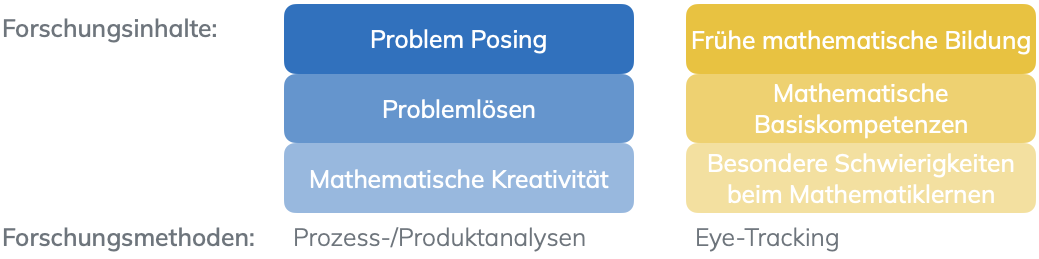 Forschungsinhalte:
Problem Posing
Problemlösen
Mathematische Kreativität
Frühe mathematische Bildung
Mathematische
Basiskompetenzen
Besondere Schwierigkeiten
beim Mathematiklernen
Forschungsmethoden:
Prozess-/Produktanalysen
Eye-Tracking